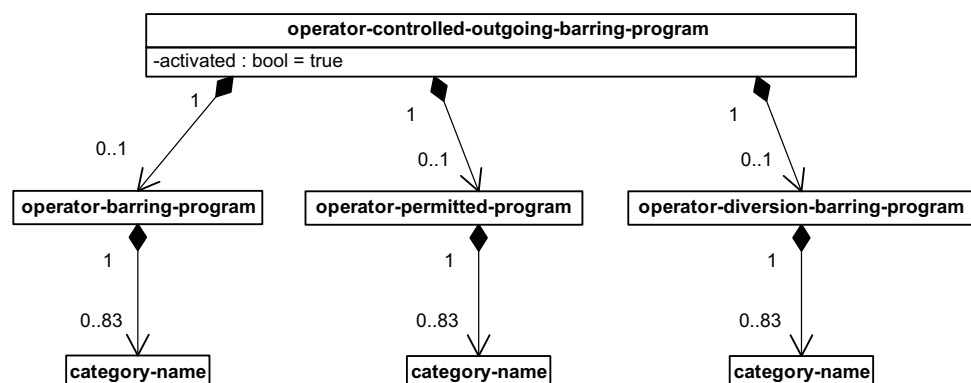 operator-controlled-outgoing-barring-program
-activated : bool = true
1
1
1
0..1
0..1
0..1
operator-barring-program
operator-permitted-program
operator-diversion-barring-program
1
1
1
0..83
0..83
0..83
category-name
category-name
category-name